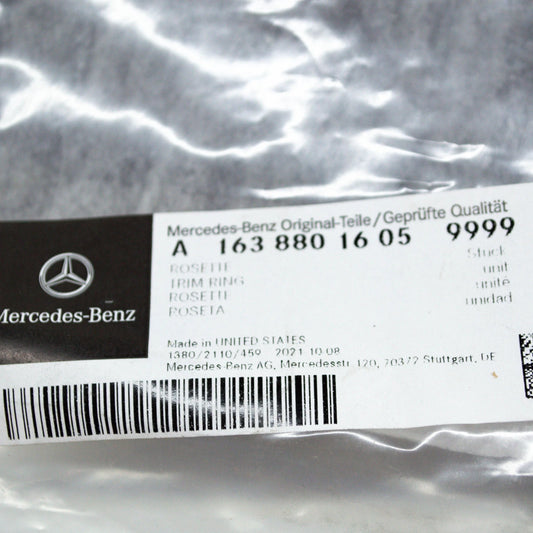 Mercedes-Benz Original-Teile/Geprüfte Qualität
A 163 880 16 05 9999
ROSETTE Stück
TRIM RING unit
ROSETTE unité
ROSETA unidad
Mercedes-Benz
Made in UNITED STATES
1380/2110/459 2021-10-08
Mercedes-Benz AG, Mercedesstr. 120, 70372 Stuttgart, DE